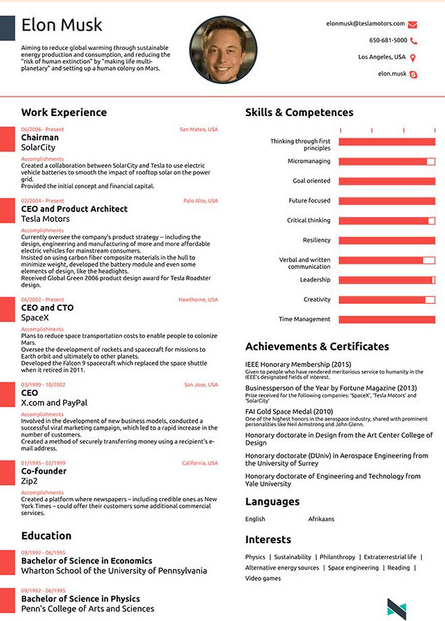 Elon Musk
Aiming to reduce global warming through sustainable
energy production and consumption, and reducing the
"risk of human extinction" by "making life multi-
planetary" and setting up a human colony on Mars.
elonmusk@teslamotors.com
650-681-5000
Los Angeles, USA
elon.musk
Work Experience
06/2006 - Present
San Mateo, USA
Chairman
SolarCity
Accomplishments
Created a collaboration between SolarCity and Tesla to use electric
vehicle batteries to smooth the impact of rooftop solar on the power
grid.
Provided the initial concept and financial capital.
02/2004 - Present
Palo Alto, USA
CEO and Product Architect
Tesla Motors
Accomplishments
Currently oversee the company's product strategy – including the
design, engineering and manufacturing of more and more affordable
electric vehicles for mainstream consumers.
Insisted on using carbon fiber composite materials in the hull to
minimize weight, developed the battery module and even some
elements of design, like the headlights.
Received Global Green 2006 product design award for Tesla Roadster
design.
06/2002 - Present
Hawthorne, USA
CEO and CTO
SpaceX
Accomplishments
Plans to reduce space transportation costs to enable people to colonize
Mars.
Oversee the development of rockets and spacecraft for missions to
Earth orbit and ultimately to other planets.
Developed the Falcon 9 spacecraft which replaced the space shuttle
when it retired in 2011.
03/1999 - 10/2002
San Jose, USA
CEO
X.com and PayPal
Accomplishments
Involved in the development of new business models, conducted a
successful viral marketing campaign, which led to a rapid increase in the
number of customers.
Created a method of securely transferring money using a recipient's e-
mail address.
01/1995 - 02/1999
California, USA
Co-founder
Zip2
Accomplishments
Created a platform where newspapers – including credible ones as New
York Times – could offer their customers some additional commercial
services.
Education
09/1992 - 06/1995
Bachelor of Science in Economics
Wharton School of the University of Pennsylvania
09/1992 - 06/1995
Bachelor of Science in Physics
Penn's College of Arts and Sciences
Skills & Competences
Thinking through first
principles
Micromanaging
Goal oriented
Future focused
Critical thinking
Resiliency
Verbal and written
communication
Leadership
Creativity
Time Management
Achievements & Certificates
IEEE Honorary Membership (2015)
Given to people who have rendered meritorious service to humanity in the
IEEE's designated fields of interest.
Businessperson of the Year by Fortune Magazine (2013)
Prize received for the following companies: 'SpaceX', 'Tesla Motors' and
'SolarCity'
FAI Gold Space Medal (2010)
One of the highest honors in the aerospace industry, shared with prominent
personalities like Neil Armstrong and John Glenn.
Honorary doctorate in Design from the Art Center College of
Design
Honorary doctorate (DUniv) in Aerospace Engineering from
the University of Surrey
Honorary doctorate of Engineering and Technology from
Yale University
Languages
English
Afrikaans
Interests
Physics | Sustainability | Philanthropy | Extraterrestrial life |
Alternative energy sources | Space engineering | Reading |
Video games